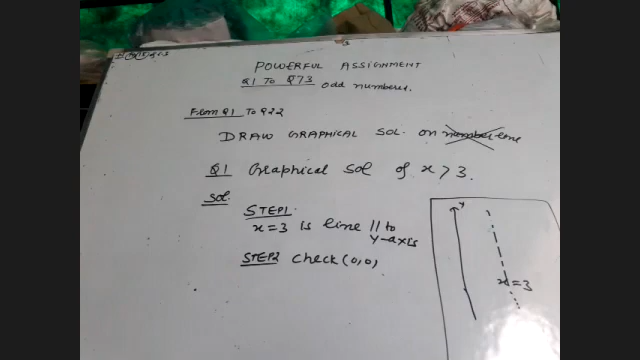 POWERFUL ASSIGNMENT
Q1 TO Q73 odd numbers.
From Q1 TO Q22
DRAW GRAPHICAL SOL. on number line
Q1 Graphical sol of x > 3.
Sol.
STEP1.
x = 3 is line || to
y-axis
STEP2 check (0,0)
y
x=3